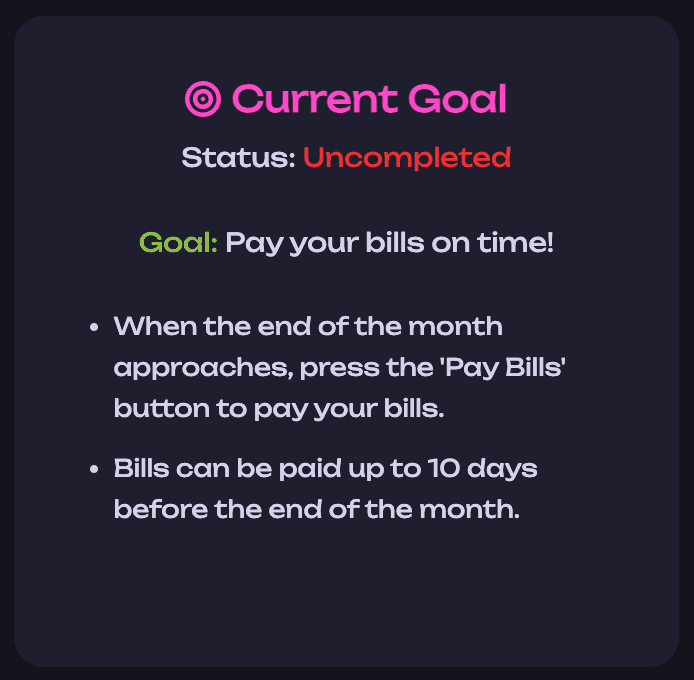 Current Goal
Status: Uncompleted
Goal: Pay your bills on time!
• When the end of the month
approaches, press the 'Pay Bills'
button to pay your bills.
• Bills can be paid up to 10 days
before the end of the month.